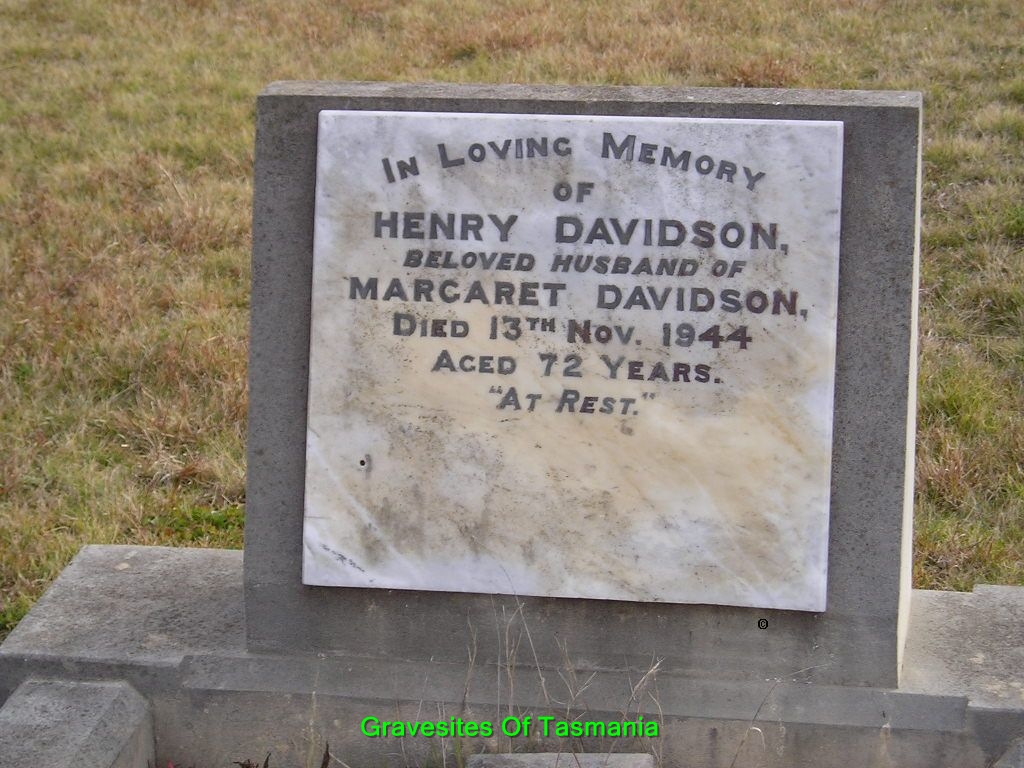 In Loving Memory
OF
HENRY DAVIDSON,
BELOVED HUSBAND OF
MARGARET DAVIDSON,
DIED 13TH NOV. 1944
AGED 72 YEARS.
"AT REST."
©
Gravesites Of Tasmania